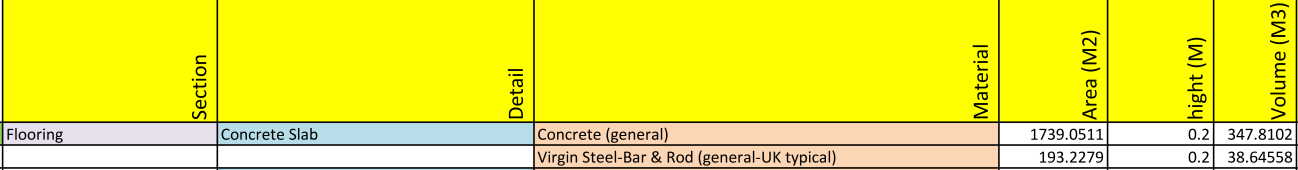 Section Detail Material Area (M2) hight (M) Volume (M3)
Flooring Concrete Slab Concrete (general) 1739.0511 0.2 347.8102
Virgin Steel-Bar & Rod (general-UK typical) 193.2279 0.2 38.64558